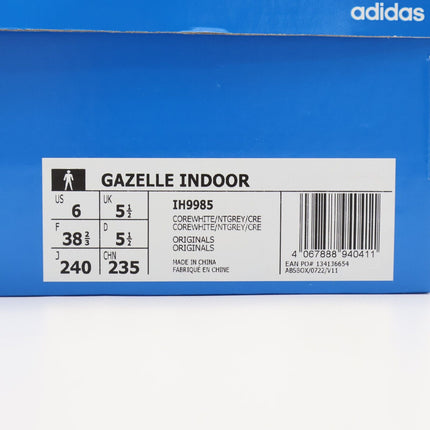 adidas
GAZELLE INDOOR
US 6 UK 5½
F 38⅔ D 5½
J 240 CHN 235
IH9985
COREWHITE/NTGREY/CRE
COREWHITE/NTGREY/CRE
ORIGINALS
ORIGINALS
MADE IN CHINA
FABRIQUÉ EN CHINE
4 067888 940411
EAN PO# 134136654
ABSBOX/0722/V11